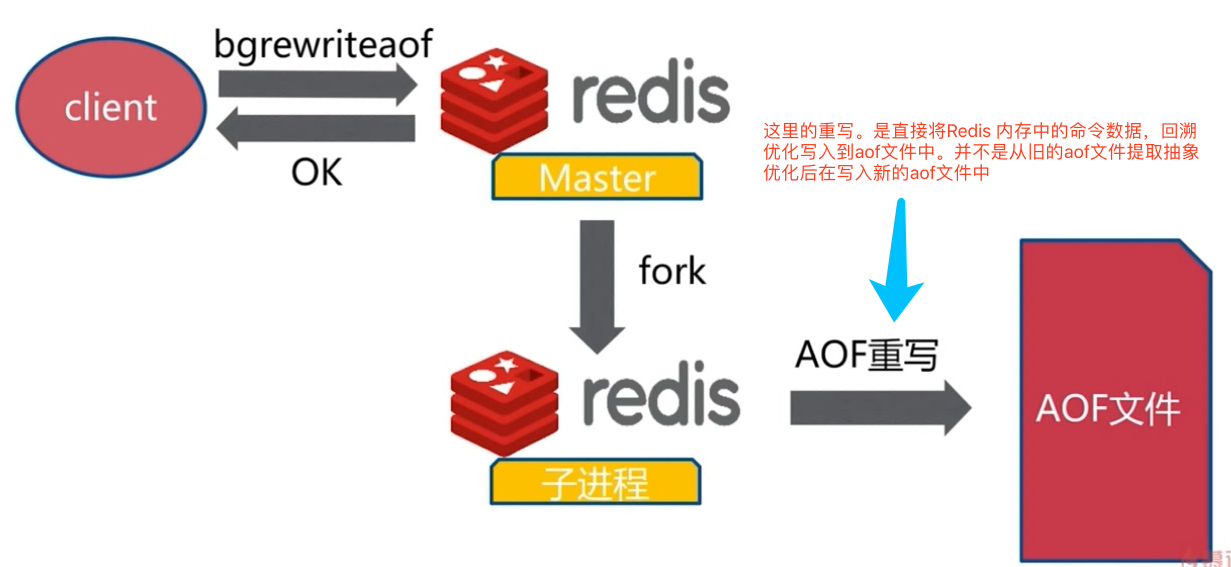 bgrewriteaof
client
redis
OK
Master
这里的重写。是直接将Redis 内存中的命令数据，回溯
优化写入到aof文件中。并不是从旧的aof文件提取抽象
优化后在写入新的aof文件中
fork
redis
AOF重写
AOF文件
子进程